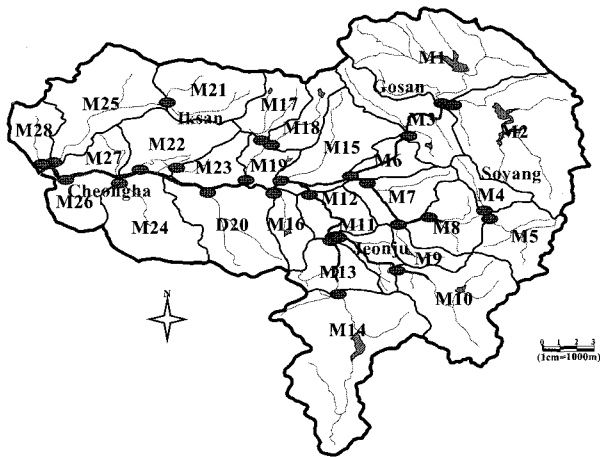 M1
Gosan
M21
M17
M25
Iksan
M18
M3
M2
M28
M27
M22
M23
M19
M15
M6
Soyang
M26
Cheongha
M24
D20
M16
M12
M7
M4
M11
M8
M5
Jeonju
M9
M13
M10
N
M14
0 1 2 3
(1cm=1000m)